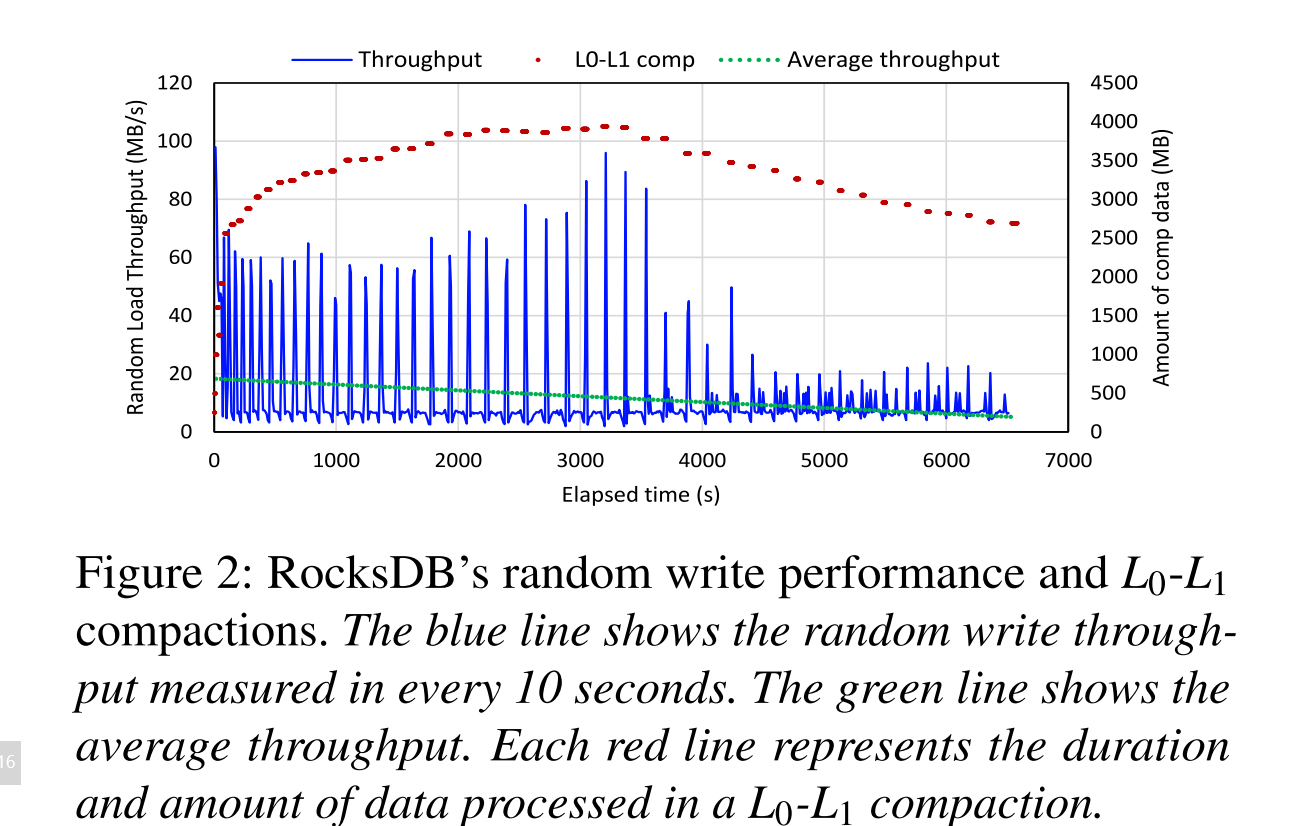 Throughput L0-L1 comp Average throughput
120 4500
100 4000
80 3500
60 3000
40 2500
20 2000
0 1500
1000
500
0
Random Load Throughput (MB/s)
Amount of comp data (MB)
0 1000 2000 3000 4000 5000 6000 7000
Elapsed time (s)
Figure 2: RocksDB’s random write performance and L0-L1
compactions. The blue line shows the random write through-
put measured in every 10 seconds. The green line shows the
average throughput. Each red line represents the duration
and amount of data processed in a L0-L1 compaction.
16